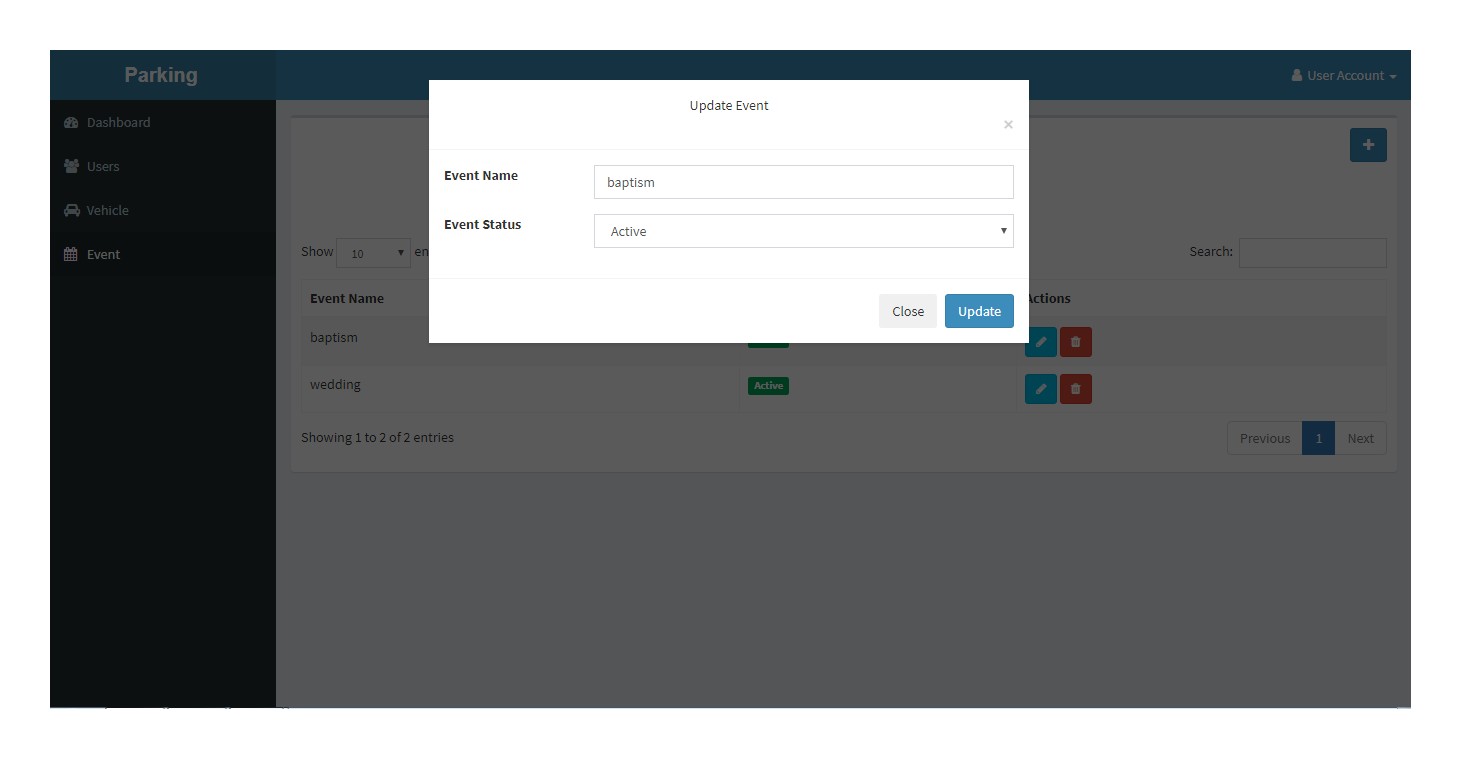 Parking
User Account
Dashboard
Users
Vehicle
Event
Update Event
×
Event Name
baptism
Event Status
Active
Close
Update
Show 10 en
Search:
Event Name
Actions
baptism
wedding
Active
Showing 1 to 2 of 2 entries
Previous 1 Next